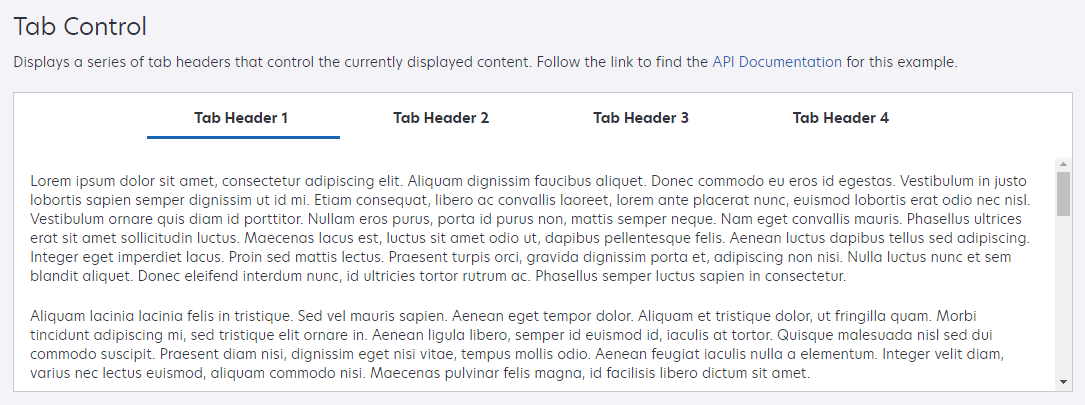 Tab Control
Displays a series of tab headers that control the currently displayed content. Follow the link to find the API Documentation for this example.
Tab Header 1 Tab Header 2 Tab Header 3 Tab Header 4
Lorem ipsum dolor sit amet, consectetur adipiscing elit. Aliquam dignissim faucibus aliquet. Donec commodo eu eros id egestas. Vestibulum in justo
lobortis sapien semper dignissim ut id mi. Etiam consequat, libero ac convallis laoreet, lorem ante placerat nunc, euismod lobortis erat odio nec nisl.
Vestibulum ornare quis diam id porttitor. Nullam eros purus, porta id purus non, mattis semper neque. Nam eget convallis mauris. Phasellus ultrices
erat sit amet sollicitudin luctus. Maecenas lacus est, luctus sit amet odio ut, dapibus pellentesque felis. Aenean luctus dapibus tellus sed adipiscing.
Integer eget imperdiet lacus. Proin sed mattis lectus. Praesent turpis orci, gravida dignissim porta et, adipiscing non nisi. Nulla luctus nunc et sem
blandit aliquet. Donec eleifend interdum nunc, id ultricies tortor rutrum ac. Phasellus semper luctus sapien in consectetur.
Aliquam lacinia lacinia felis in tristique. Sed vel mauris sapien. Aenean eget tempor dolor. Aliquam et tristique dolor, ut fringilla quam. Morbi
tincidunt adipiscing mi, sed tristique elit ornare in. Aenean ligula libero, semper id euismod id, iaculis at tortor. Quisque malesuada nisl sed dui
commodo suscipit. Praesent diam nisi, dignissim eget nisi vitae, tempus mollis odio. Aenean feugiat iaculis nulla a elementum. Integer velit diam,
varius nec lectus euismod, aliquam commodo nisi. Maecenas pulvinar felis magna, id facilisis libero dictum sit amet.